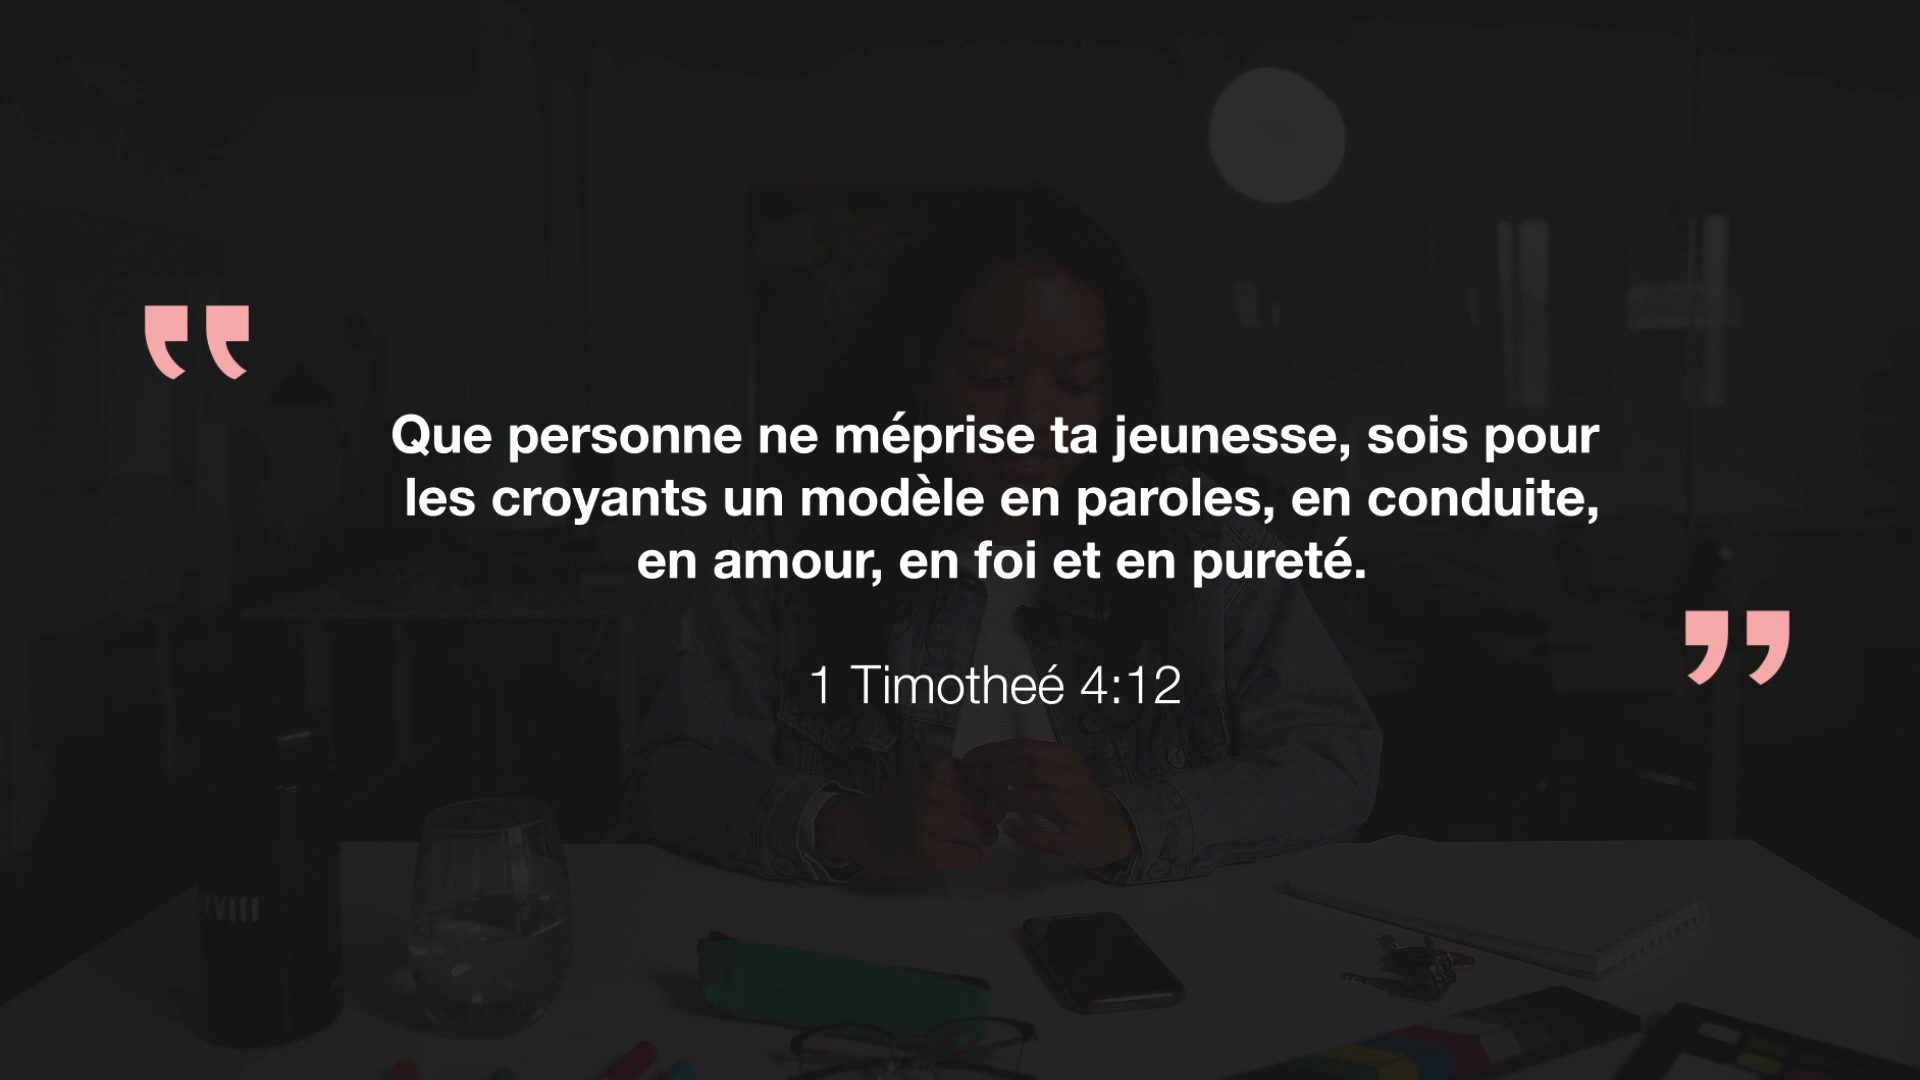 Que personne ne méprise ta jeunesse, sois pour
les croyants un modèle en paroles, en conduite,
en amour, en foi et en pureté.
1 Timotheé 4:12
VIII